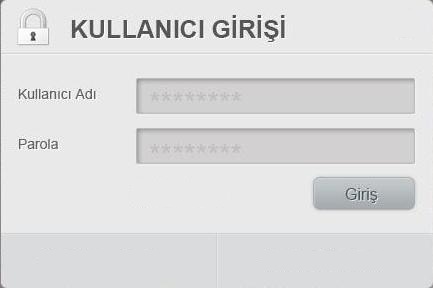 KULLANICI GİRİŞİ
Kullanıcı Adı
********
Parola
********
Giriş